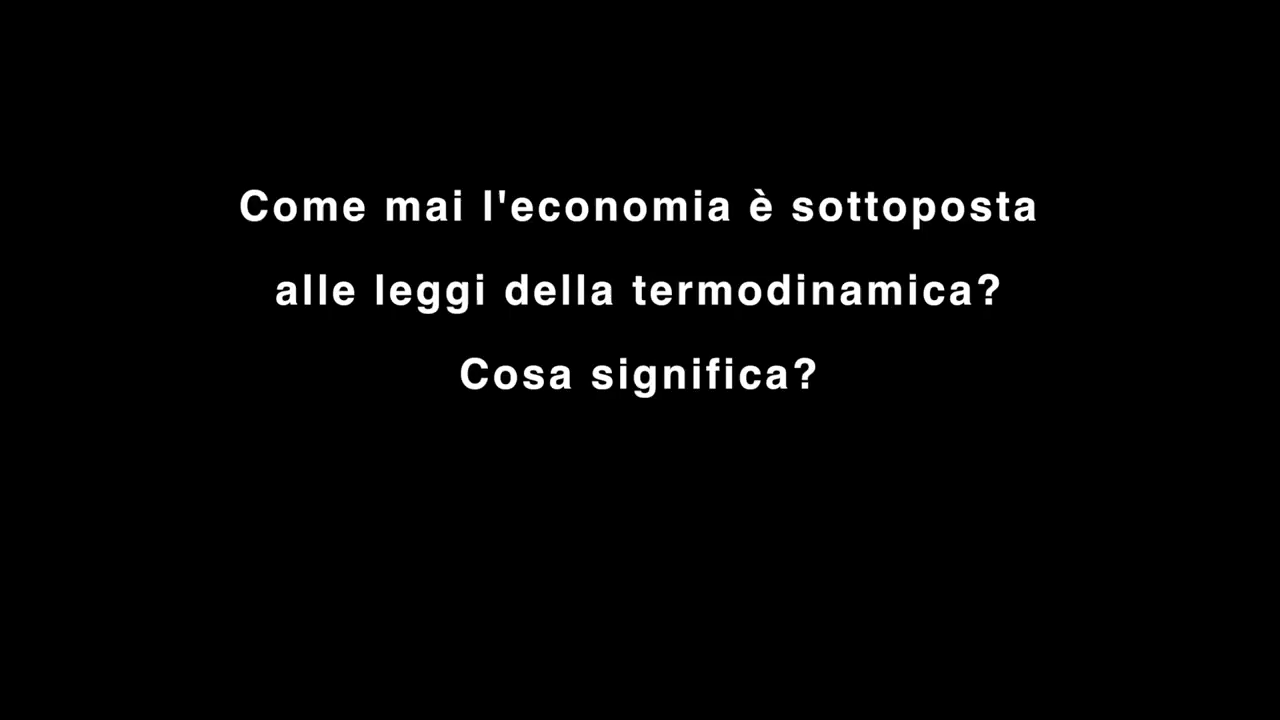 Come mai l'economia è sottoposta
alle leggi della termodinamica?
Cosa significa?